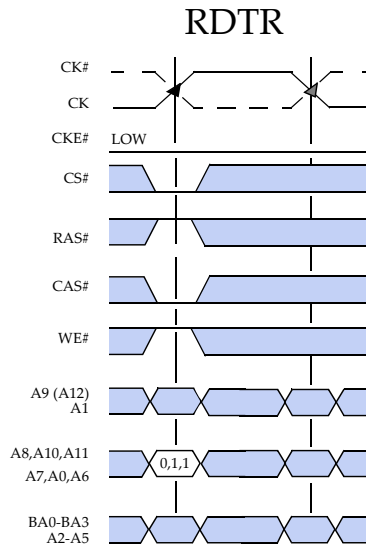 RDTR
CK#
CK
CKE# LOW
CS#
RAS#
CAS#
WE#
A9 (A12)
A1
A8,A10,A11
0,1,1
A7,A0,A6
BA0-BA3
A2-A5